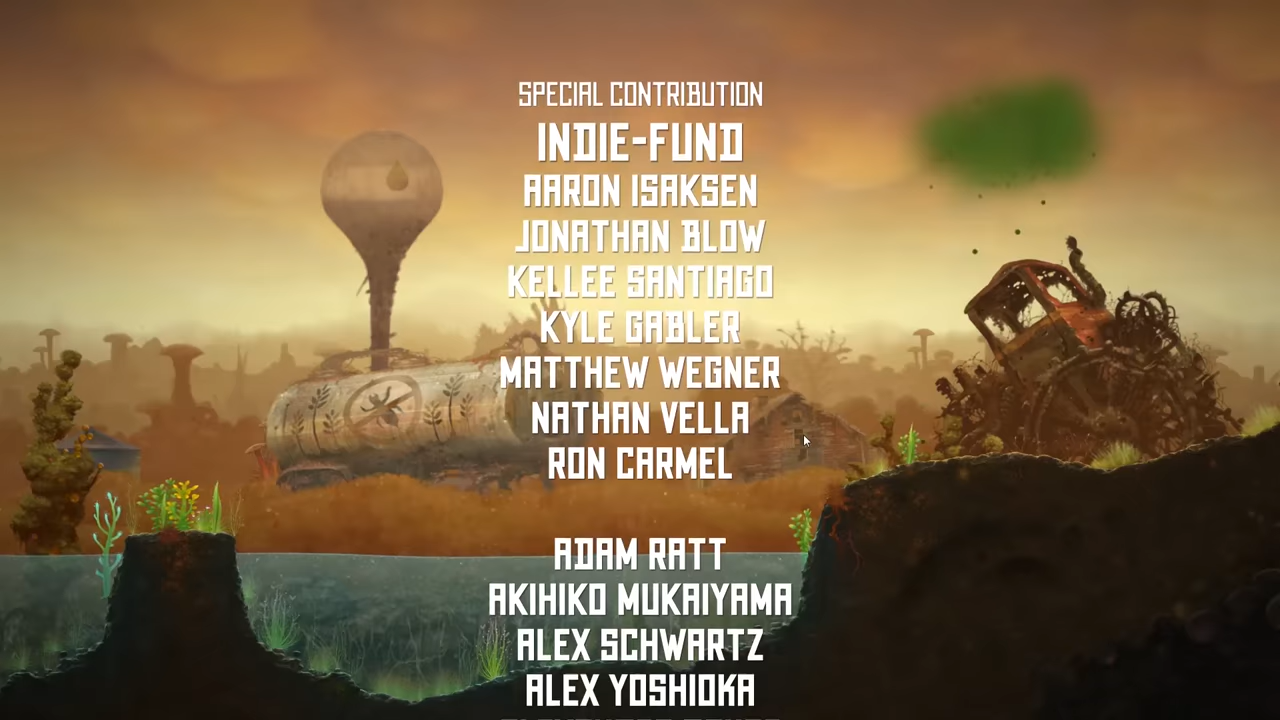 SPECIAL CONTRIBUTION
INDIE-FUND
AARON ISAKSEN
JONATHAN BLOW
KELLEE SANTIAGO
KYLE GABLER
MATTHEW WEGNER
NATHAN VELLA
RON CARMEL
ADAM RATT
AKIHIKO MUKAIYAMA
ALEX SCHWARTZ
ALEX YOSHIOKA